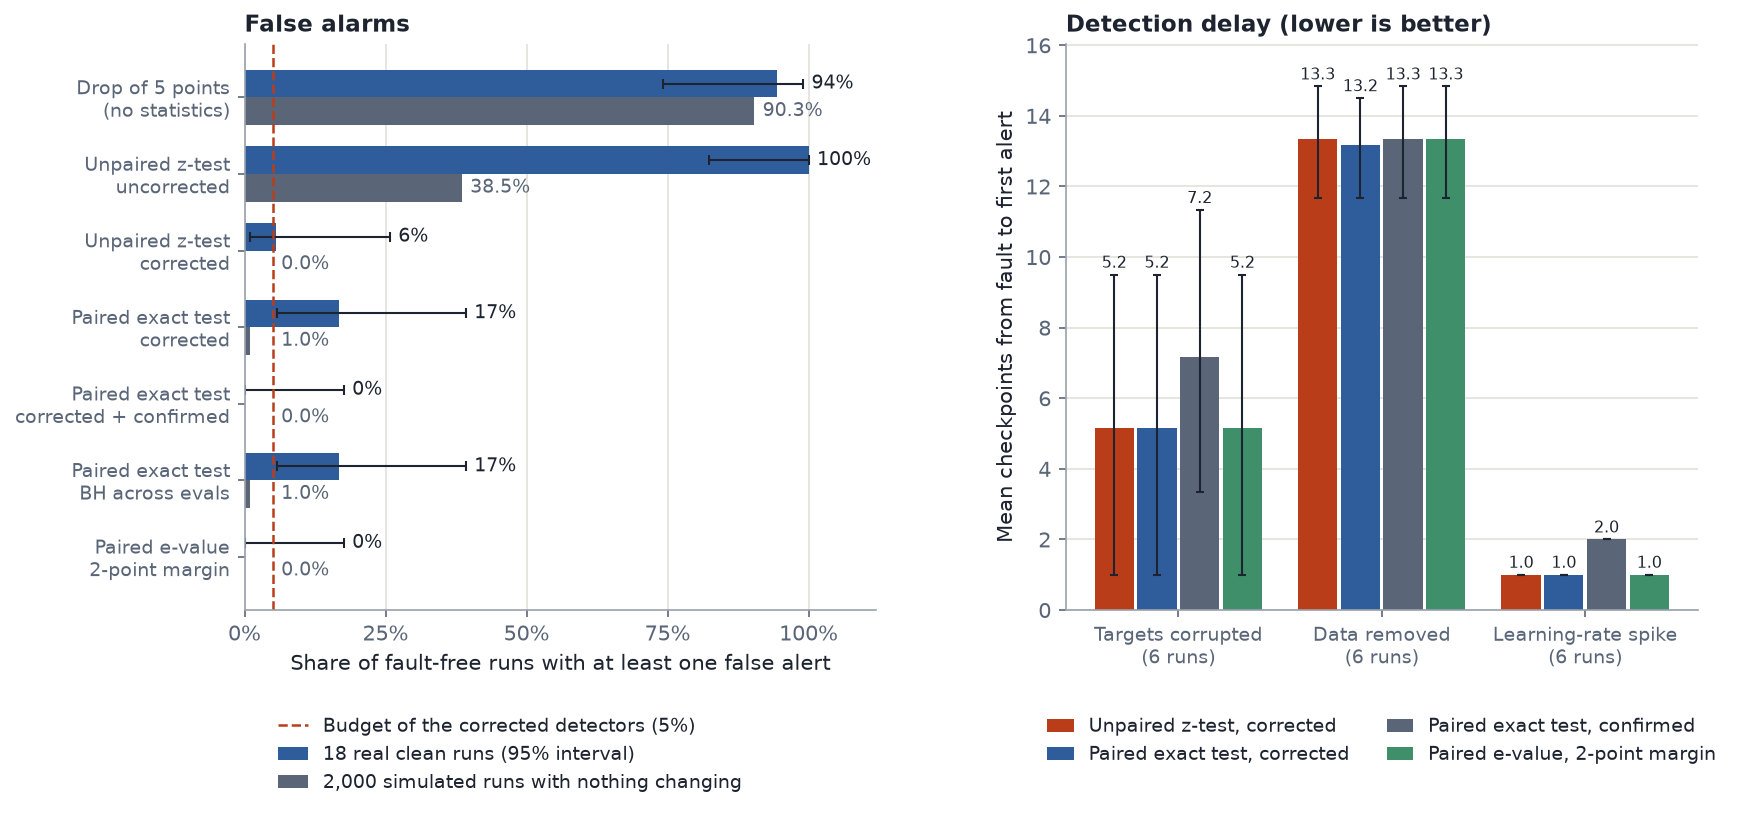 False alarms
Drop of 5 points
(no statistics)
94%
90.3%
Unpaired z-test
uncorrected
100%
38.5%
Unpaired z-test
corrected
6%
0.0%
Paired exact test
corrected
17%
1.0%
Paired exact test
corrected + confirmed
0%
0.0%
Paired exact test
BH across evals
17%
1.0%
Paired e-value
2-point margin
0%
0.0%
0% 25% 50% 75% 100%
Share of fault-free runs with at least one false alert
Budget of the corrected detectors (5%)
18 real clean runs (95% interval)
2,000 simulated runs with nothing changing
Detection delay (lower is better)
Mean checkpoints from fault to first alert
16
14
12
10
8
6
4
2
0
5.2 5.2 7.2 5.2
13.3 13.2 13.3 13.3
1.0 1.0 2.0 1.0
Targets corrupted
(6 runs)
Data removed
(6 runs)
Learning-rate spike
(6 runs)
Unpaired z-test, corrected
Paired exact test, corrected
Paired exact test, confirmed
Paired e-value, 2-point margin